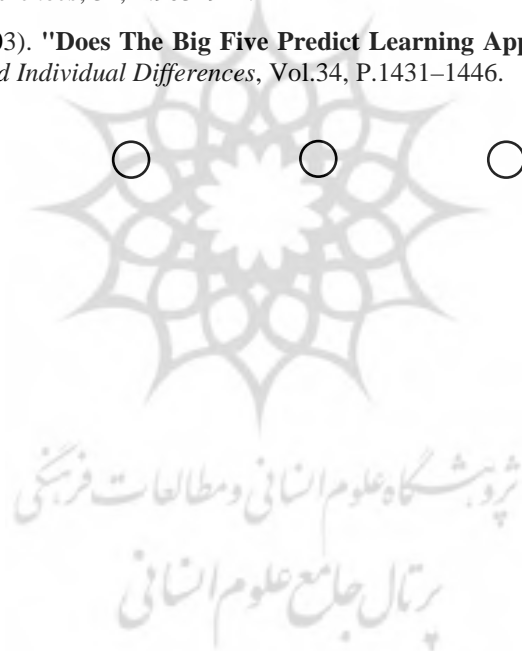 03). "Does The Big Five Predict Learning App
d Individual Differences, Vol.34, P.1431–1446.
پژوهشگاه علوم انسانی و مطالعات فرهنگی
پرتال جامع علوم انسانی